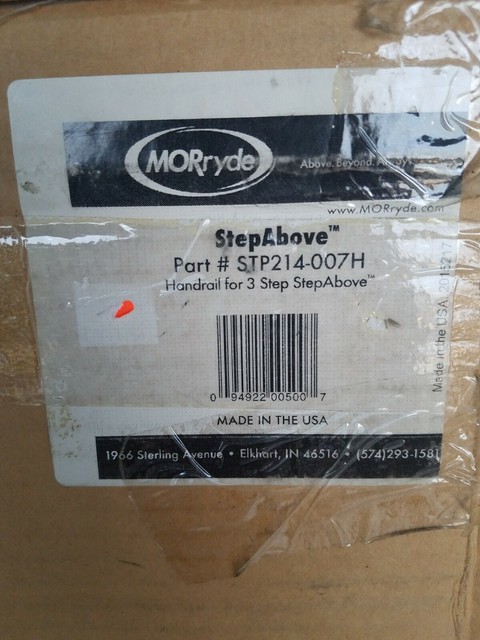 MORryde
Above. Beyond.
www.MORryde.com
StepAbove™
Part # STP214-007H
Handrail for 3 Step StepAbove™
0 94922 00500 7
MADE IN THE USA
Made in the USA
1966 Sterling Avenue • Elkhart, IN 46516 • (574)293-1581